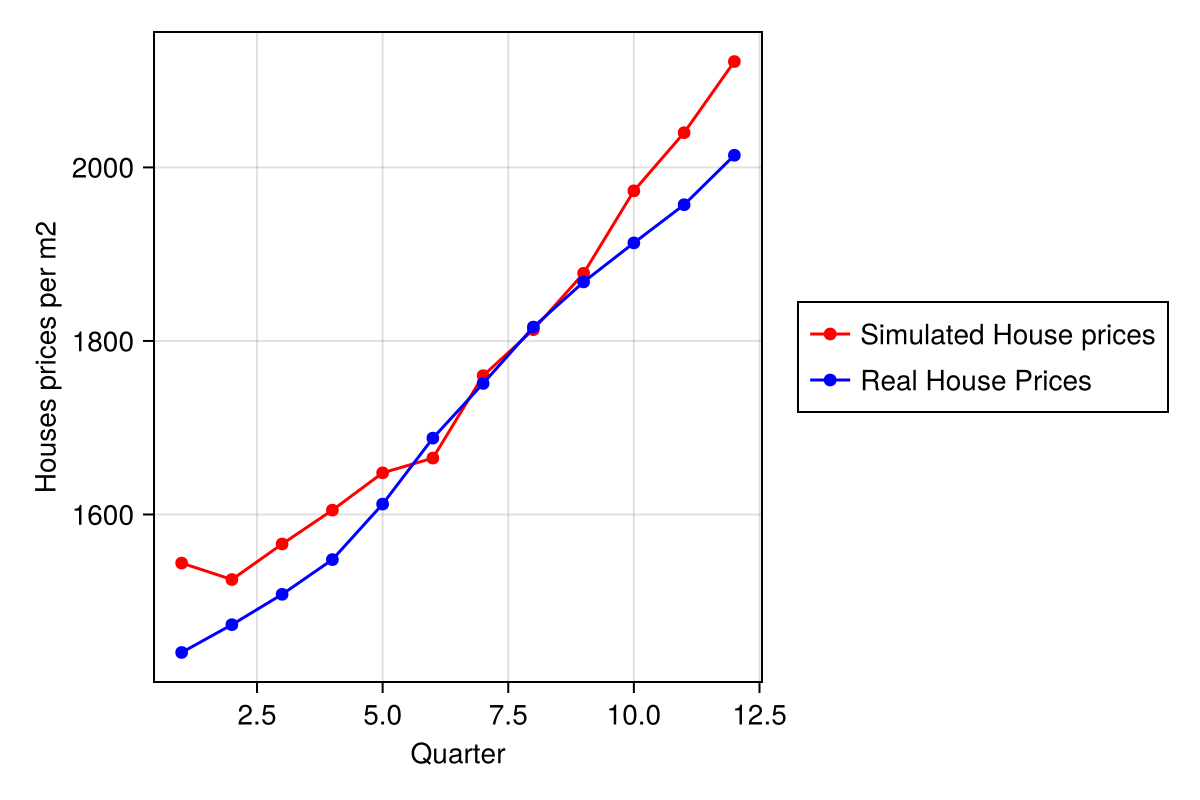 2000
1800
1600
Houses prices per m2
2.5 5.0 7.5 10.0 12.5
Quarter
Simulated House prices
Real House Prices